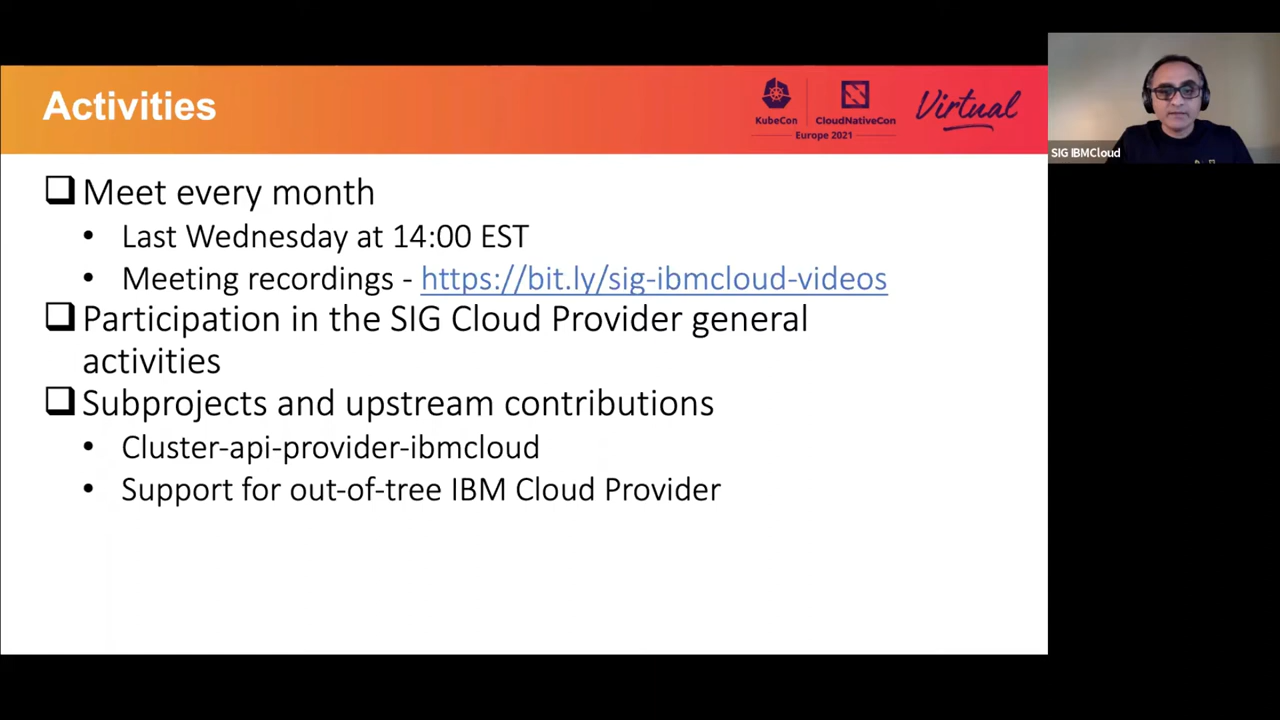 Activities
KubeCon
CloudNativeCon
Europe 2021
Virtual
SIG IBMCloud
Meet every month
• Last Wednesday at 14:00 EST
• Meeting recordings - https://bit.ly/sig-ibmcloud-videos
Participation in the SIG Cloud Provider general
activities
Subprojects and upstream contributions
• Cluster-api-provider-ibmcloud
• Support for out-of-tree IBM Cloud Provider